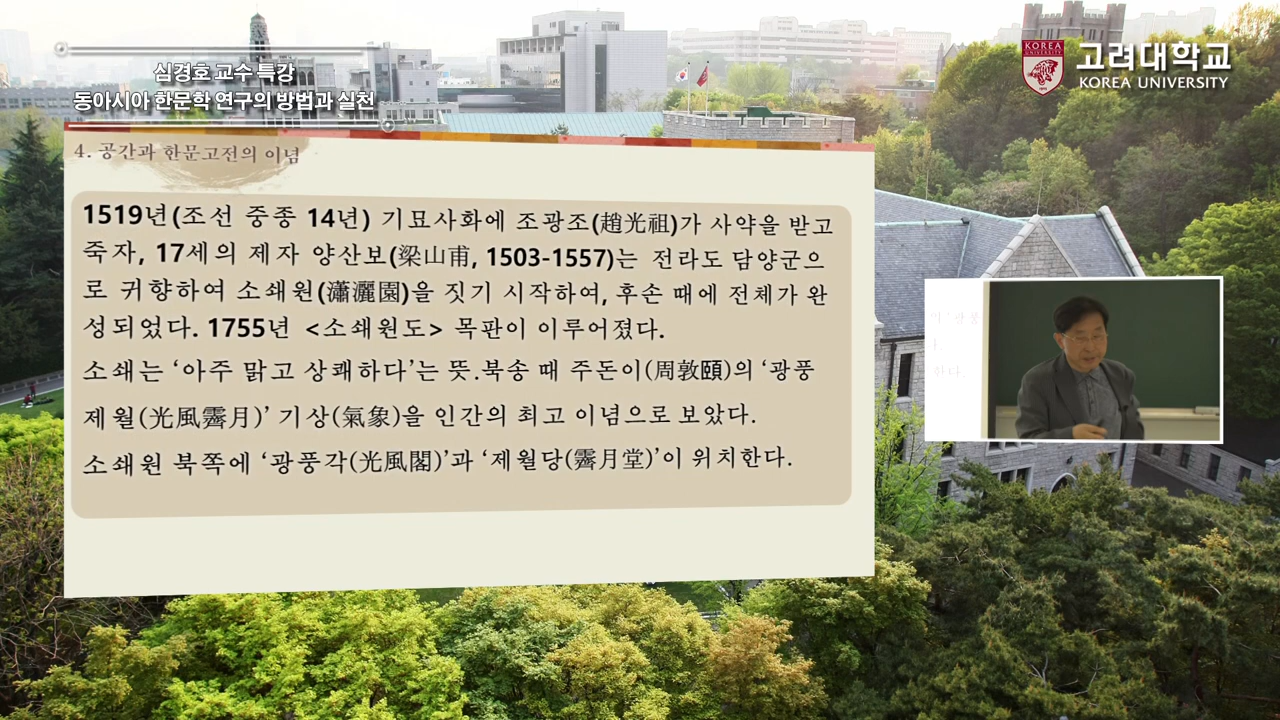 심경호 교수 특강
동아시아 한문학 연구의 방법과 실천
KOREA
UNIVERSITY
고려대학교
KOREA UNIVERSITY
4. 공간과 한문고전의 이념
1519년(조선 중종 14년) 기묘사화에 조광조(趙光祖)가 사약을 받고
죽자, 17세의 제자 양산보(梁山甫, 1503-1557)는 전라도 담양군으
로 귀향하여 소쇄원(瀟灑園)을 짓기 시작하여, 후손 때에 전체가 완
성되었다. 1755년 <소쇄원도> 목판이 이루어졌다.
소쇄는 ‘아주 맑고 상쾌하다’는 뜻.북송 때 주돈이(周敦頤)의 ‘광풍
제월(光風霽月)’ 기상(氣象)을 인간의 최고 이념으로 보았다.
소쇄원 북쪽에 ‘광풍각(光風閣)’과 ‘제월당(霽月堂)’이 위치한다.
하다.